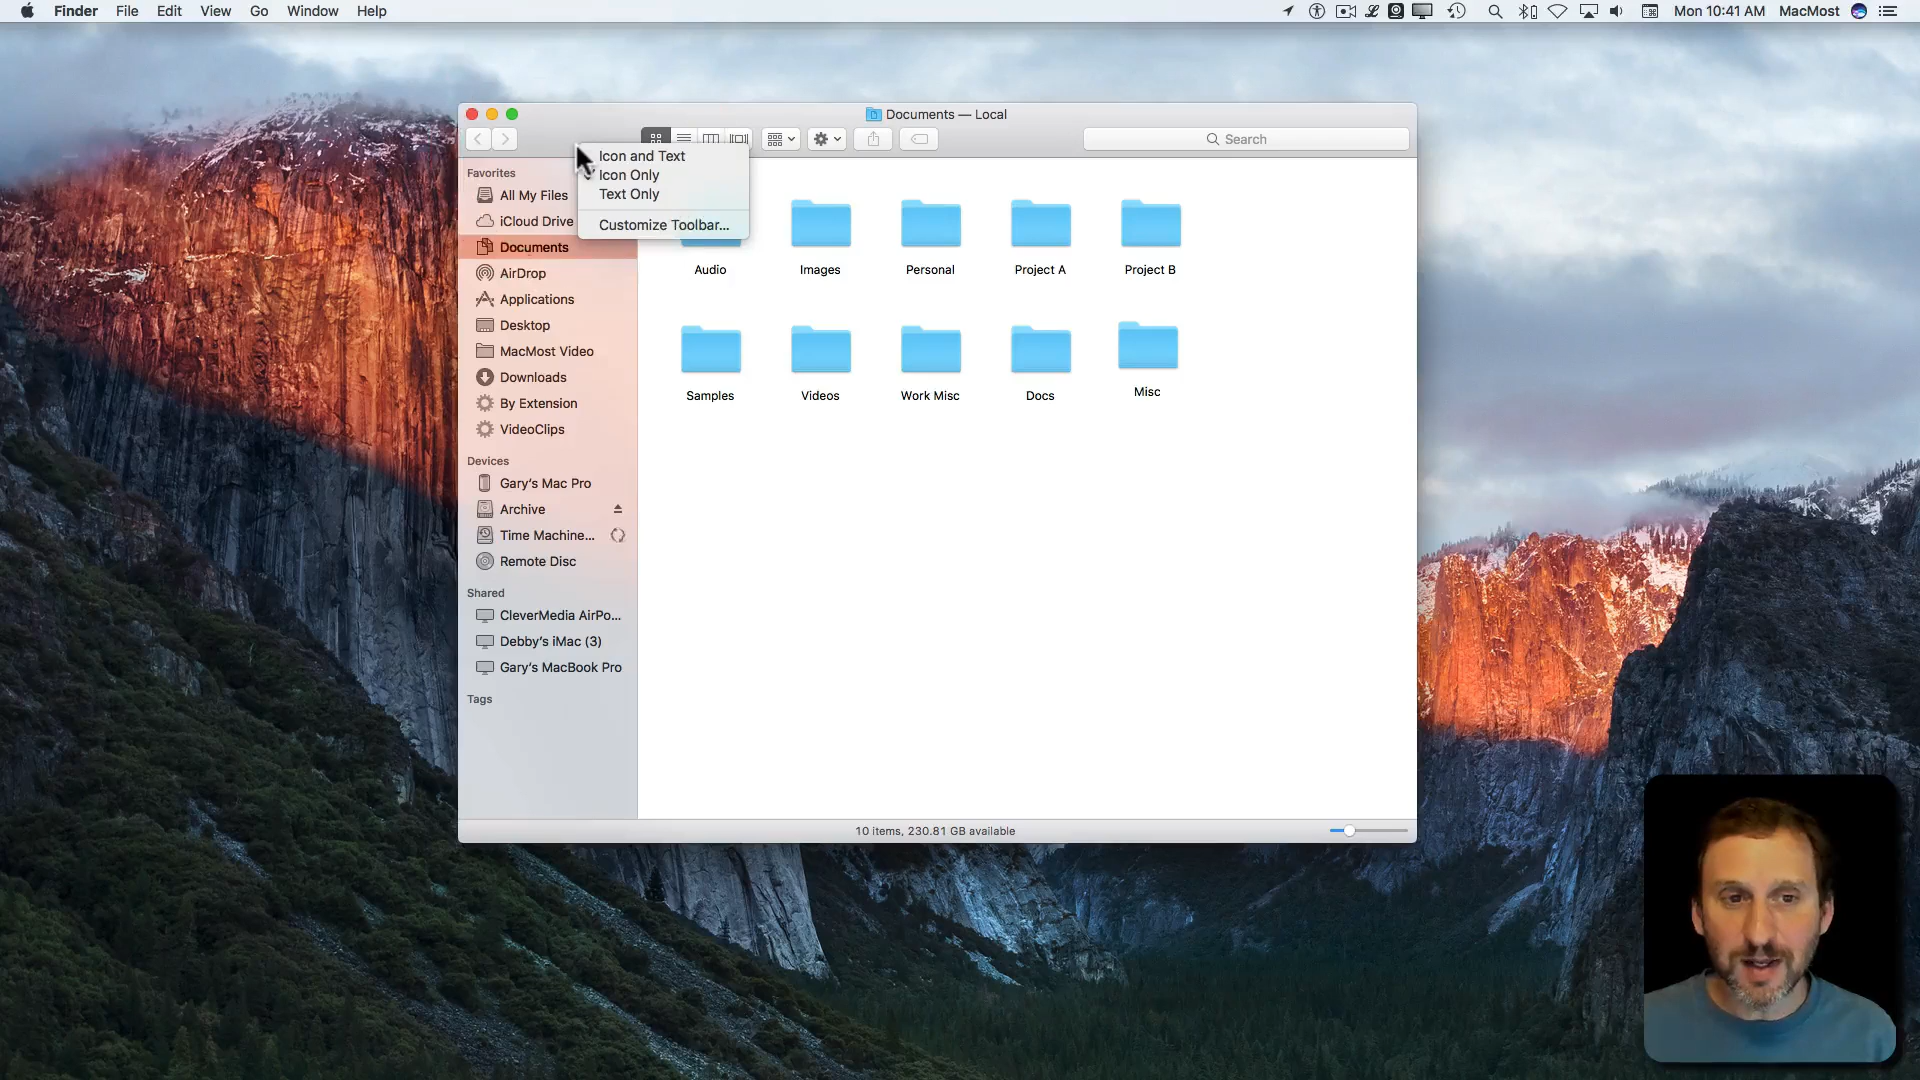 Finder File Edit View Go Window Help
Mon 10:41 AM MacMost
Documents — Local
Search
Icon and Text
Icon Only
Text Only
Customize Toolbar...
Favorites
All My Files
iCloud Drive
Documents
AirDrop
Applications
Desktop
MacMost Video
Downloads
By Extension
VideoClips
Devices
Gary's Mac Pro
Archive
Time Machine...
Remote Disc
Shared
CleverMedia AirPo...
Debby's iMac (3)
Gary's MacBook Pro
Tags
Audio Images Personal Project A Project B
Samples Videos Work Misc Docs Misc
10 items, 230.81 GB available